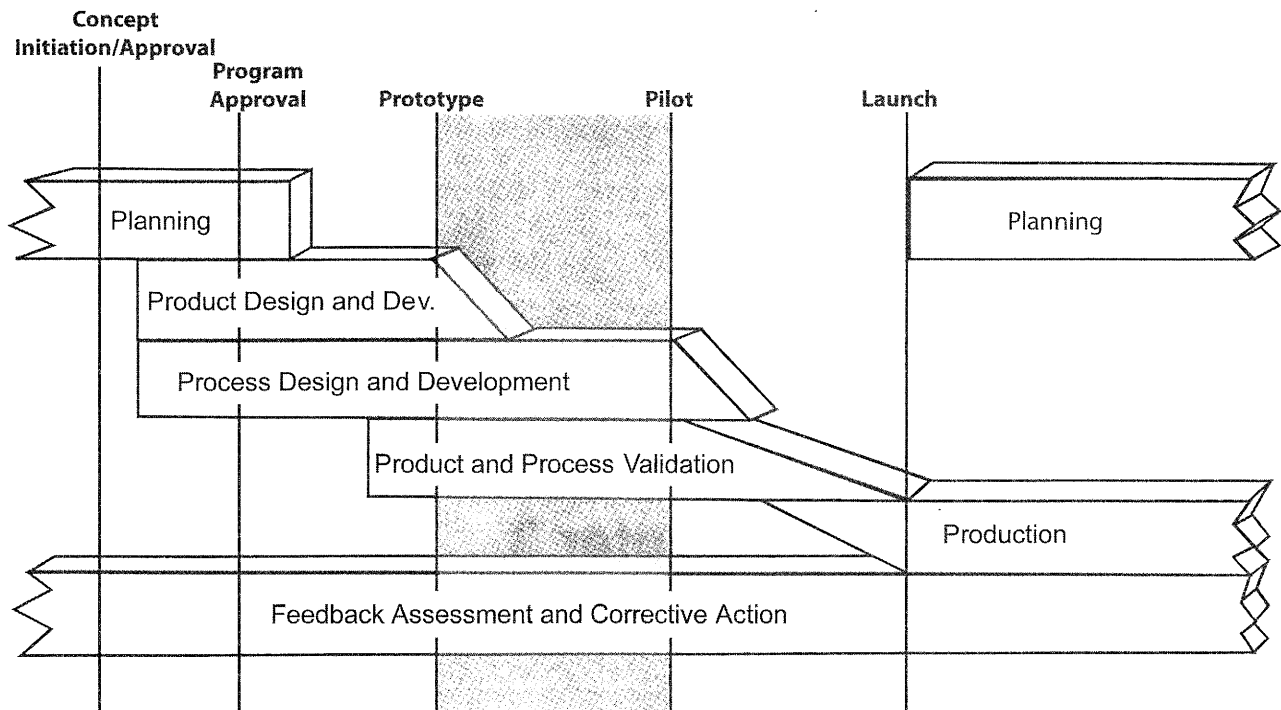 Concept
Initiation/Approval
Program
Approval
Prototype
Pilot
Launch
Planning
Planning
Product Design and Dev.
Process Design and Development
Product and Process Validation
Production
Feedback Assessment and Corrective Action